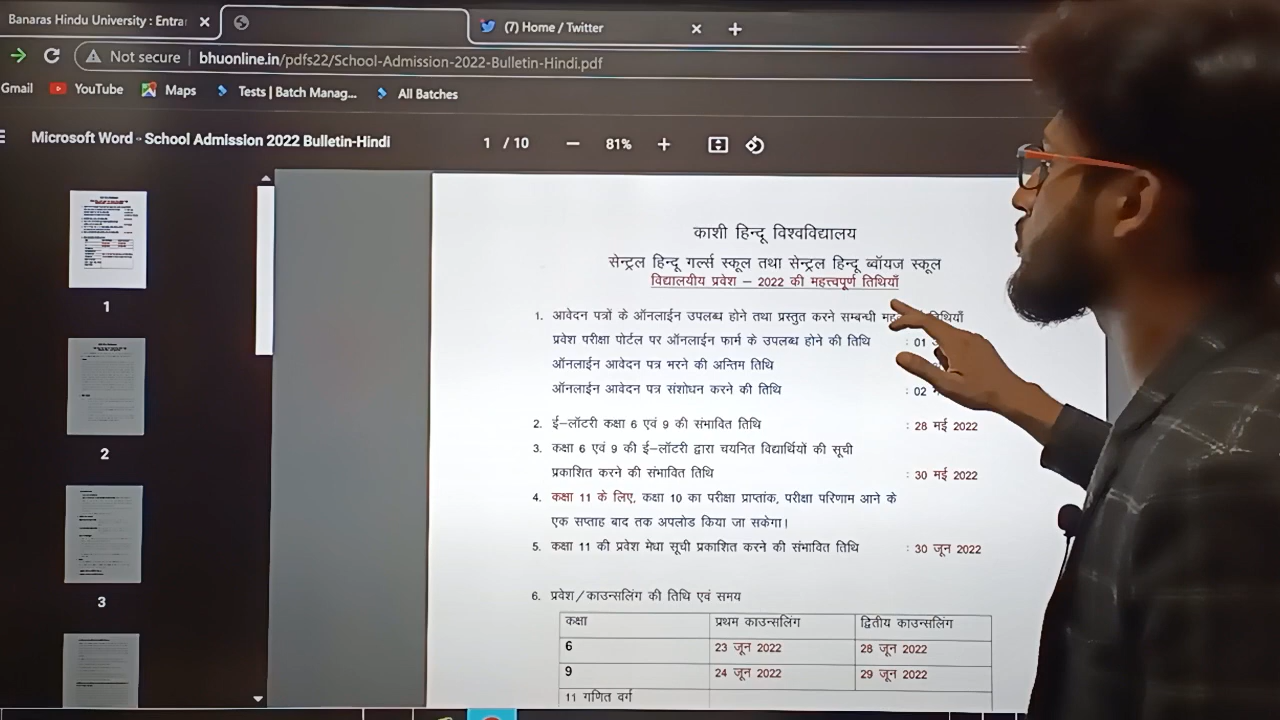 Banaras Hindu University : Entra
(7) Home / Twitter
Not secure | bhuonline.in/pdfs22/School-Admission-2022-Bulletin-Hindi.pdf
Gmail YouTube Maps Tests | Batch Manag... All Batches
Microsoft Word - School Admission 2022 Bulletin-Hindi 1 / 10 81%
1
2
3
काशी हिन्दू विश्वविद्यालय
सेन्ट्रल हिन्दू गर्ल्स स्कूल तथा सेन्ट्रल हिन्दू ब्वॉयज स्कूल
विद्यालयीय प्रवेश – 2022 की महत्त्वपूर्ण तिथियाँ
1. आवेदन पत्रों के ऑनलाईन उपलब्ध होने तथा प्रस्तुत करने सम्बन्धी
प्रवेश परीक्षा पोर्टल पर ऑनलाईन फार्म के उपलब्ध होने की तिथि : 01
ऑनलाईन आवेदन पत्र भरने की अन्तिम तिथि
ऑनलाईन आवेदन पत्र संशोधन करने की तिथि : 02
2. ई–लॉटरी कक्षा 6 एवं 9 की संभावित तिथि : 28 मई 2022
3. कक्षा 6 एवं 9 की ई–लॉटरी द्वारा चयनित विद्यार्थियों की सूची
प्रकाशित करने की संभावित तिथि : 30 मई 2022
4. कक्षा 11 के लिए, कक्षा 10 का परीक्षा प्राप्तांक, परीक्षा परिणाम आने के
एक सप्ताह बाद तक अपलोड किया जा सकेगा।
5. कक्षा 11 की प्रवेश मेधा सूची प्रकाशित करने की संभावित तिथि : 30 जून 2022
6. प्रवेश/काउन्सलिंग की तिथि एवं समय
कक्षा प्रथम काउन्सलिंग द्वितीय काउन्सलिंग
6 23 जून 2022 28 जून 2022
9 24 जून 2022 29 जून 2022
11 गणित वर्ग